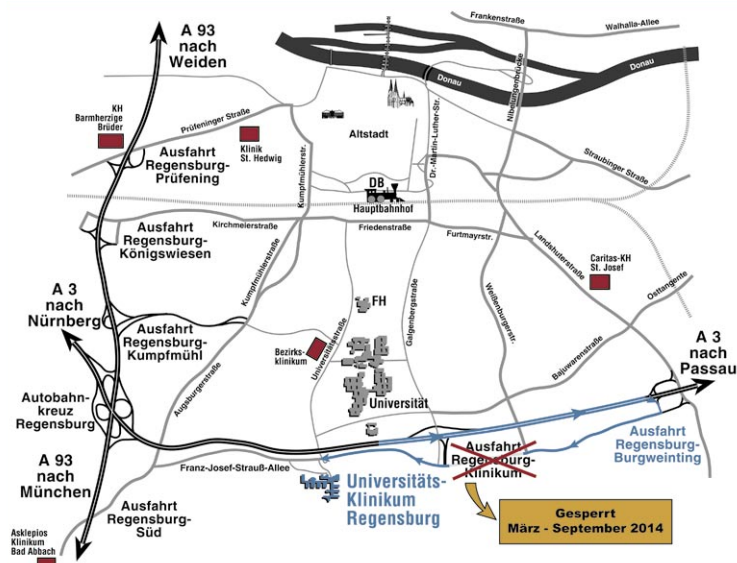 A 93
nach
Weiden
Frankenstraße
Walhalla-Allee
Donau
Donau
Nibelungenbrücke
KH
Barmherzige
Brüder
Prüfeninger Straße
Klinik
St. Hedwig
Altstadt
Dr.-Martin-Luther-Str.
Ausfahrt
Regensburg-
Prüfening
Kumpfmühlerstr.
Straubinger Straße
DB
Hauptbahnhof
Kirchmeierstraße
Friedenstraße
Furtmayrstr.
Ausfahrt
Regensburg-
Königswiesen
Landshuterstraße
Caritas-KH
St. Josef
Kumpfmühlerstraße
Osttangente
A 3
nach
Nürnberg
FH
Galgenbergstraße
Weißenburgerstr.
Ausfahrt
Regensburg-
Kumpfmühl
Universitätsstraße
Bezirks-
klinikum
A 3
nach
Passau
Bajuwarenstraße
Augsburgerstraße
Universität
Autobahn-
kreuz
Regensburg
Ausfahrt
Regensburg-
Burgweinting
Ausfahrt
Regensburg-
Klinikum
A 93
nach
München
Franz-Josef-Strauß-Allee
Universitäts-
Klinikum
Regensburg
Ausfahrt
Regensburg-
Süd
Gesperrt
März - September 2014
Asklepios
Klinikum
Bad Abbach